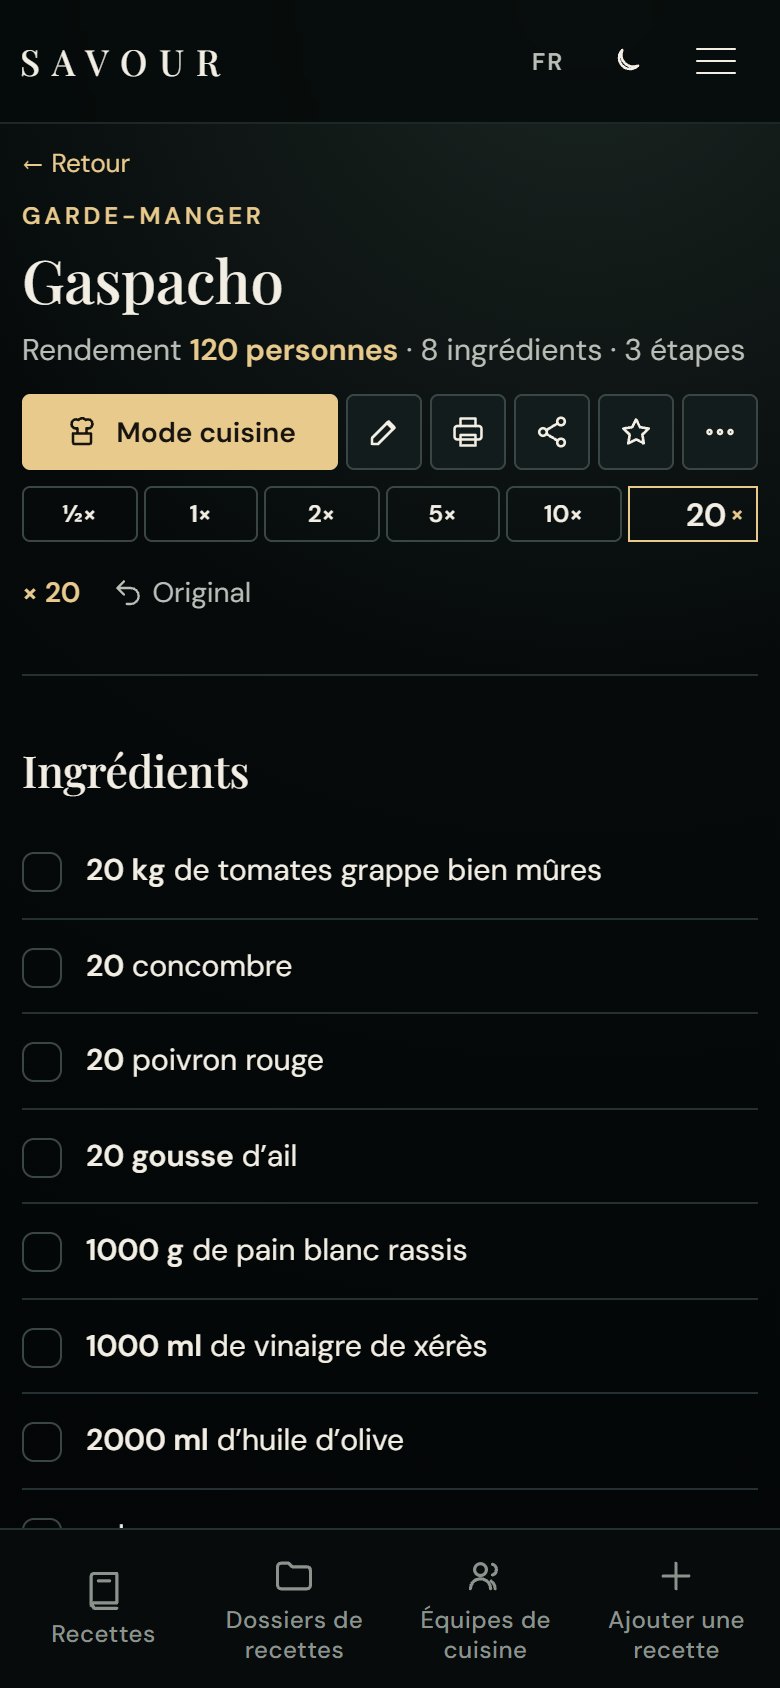 SAVOUR
FR
← Retour
GARDE-MANGER
Gaspacho
Rendement 120 personnes · 8 ingrédients · 3 étapes
Mode cuisine
½× 1× 2× 5× 10× 20 ×
× 20 Original
Ingrédients
20 kg de tomates grappe bien mûres
20 concombre
20 poivron rouge
20 gousse d’ail
1000 g de pain blanc rassis
1000 ml de vinaigre de xérès
2000 ml d’huile d’olive
Recettes
Dossiers de
recettes
Équipes de
cuisine
Ajouter une
recette